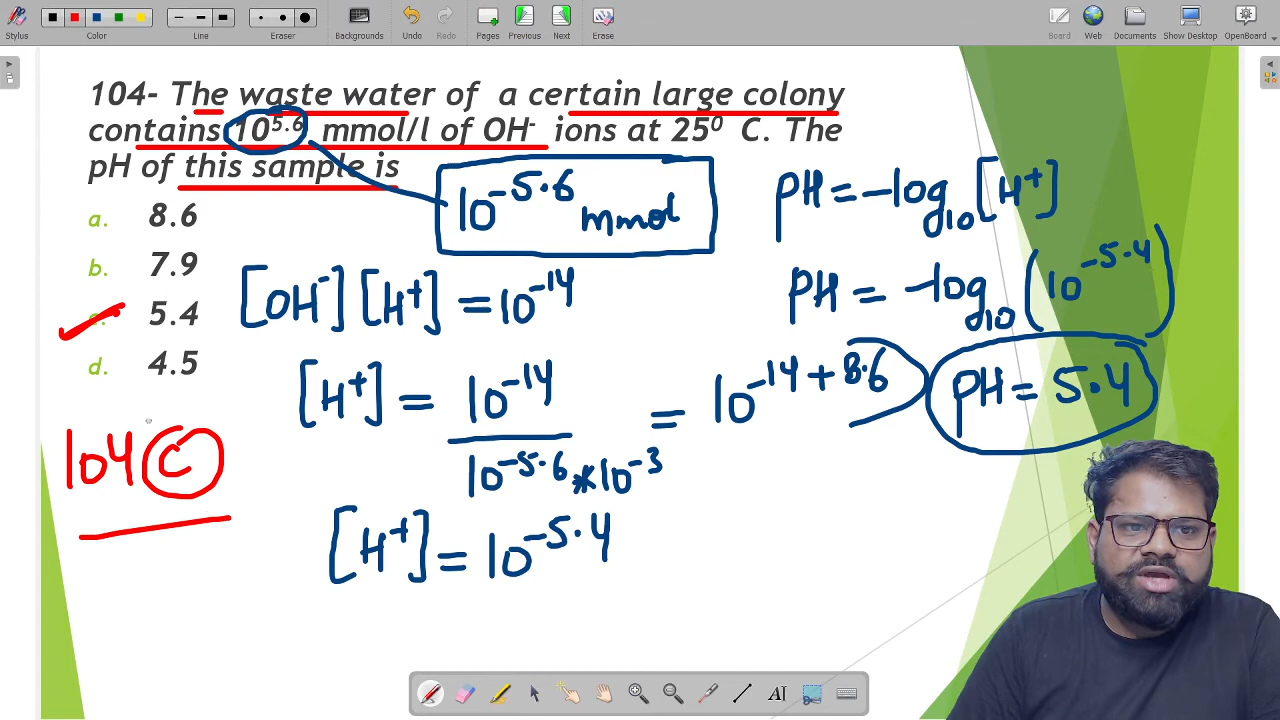 Stylus
Color
Line
Eraser
Backgrounds
Undo
Redo
Pages
Previous
Next
Erase
Board
Web
Documents
Show Desktop
OpenBoard
104- The waste water of a certain large colony
contains 10^5.6 mmol/l of OH⁻ ions at 25⁰ C. The
pH of this sample is
a. 8.6
b. 7.9
c. 5.4
d. 4.5
10^-5.6 mmol
[OH⁻][H⁺] = 10^-14
[H⁺] = 10^-14
10^-5.6 * 10^-3
= 10^-14+8.6
[H⁺] = 10^-5.4
PH = -log10 [H⁺]
PH = -log10 (10^-5.4)
PH = 5.4
104 C